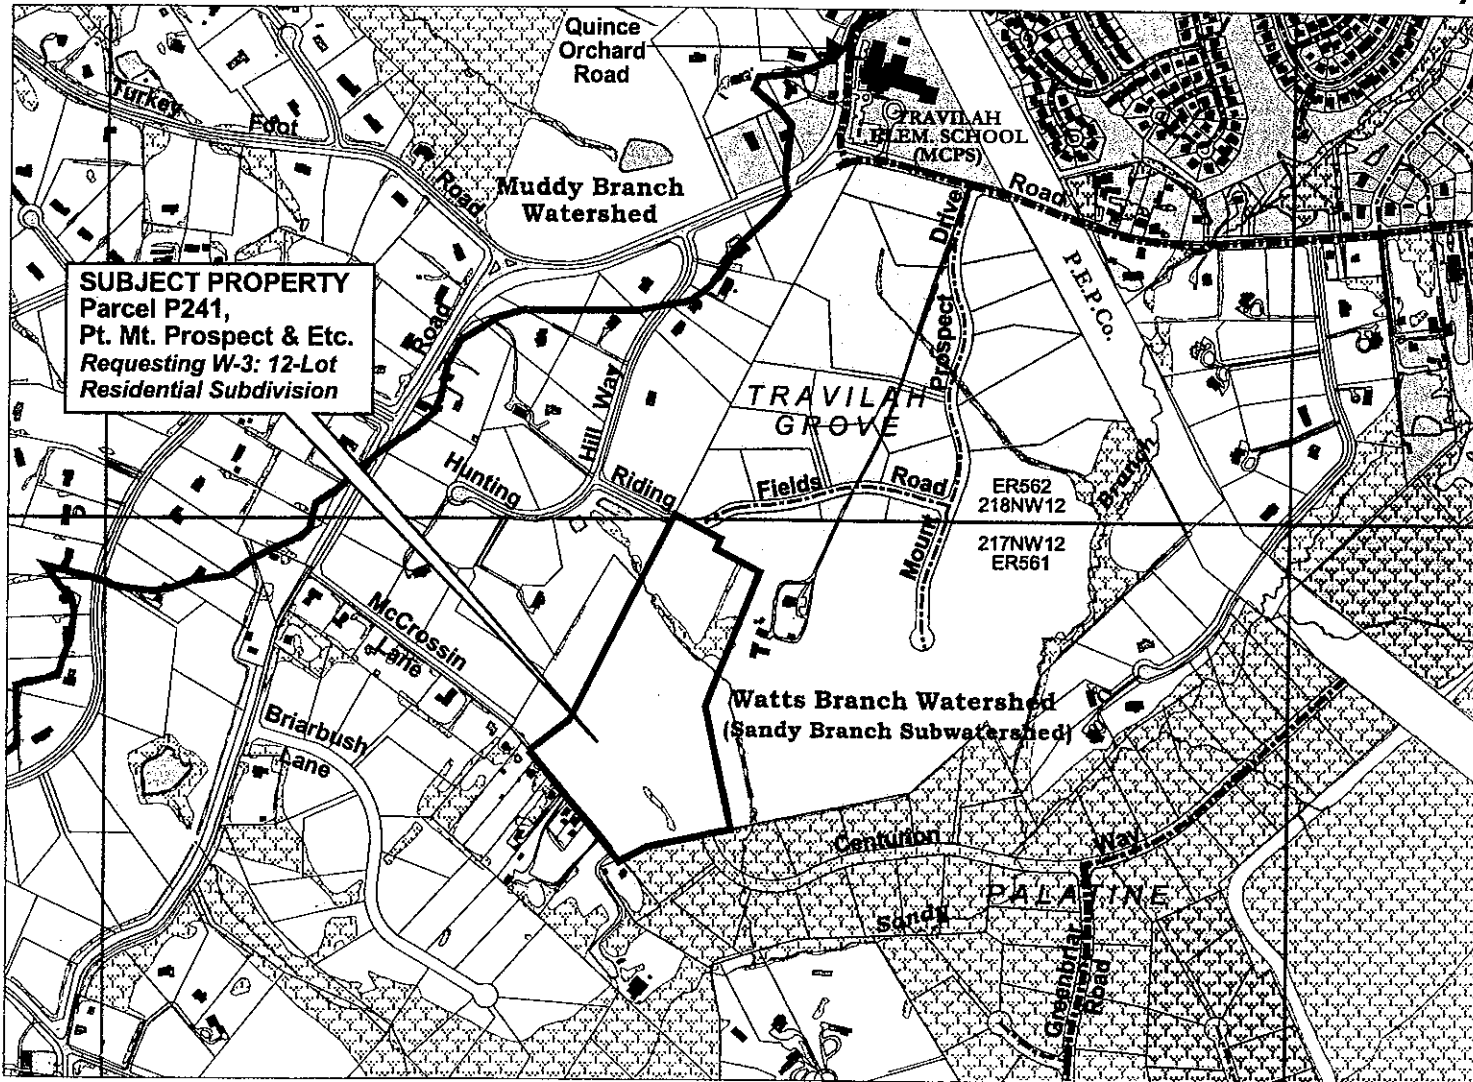 Quince
Orchard
Road
Turkey
Foot
Road
TRAVILAH
ELEM. SCHOOL
(MCPS)
Road
Muddy Branch
Watershed
Drive
Prospect
Mount
P.E.P.Co.
SUBJECT PROPERTY
Parcel P241,
Pt. Mt. Prospect & Etc.
Requesting W-3: 12-Lot
Residential Subdivision
Road
Hill Way
TRAVILAH
GROVE
Hunting
Riding
Fields
Road
Branch
ER562
218NW12
217NW12
ER561
McCrossin
Lane
Briarbush
Lane
Watts Branch Watershed
(Sandy Branch Subwatershed)
Centurion
Way
PALATINE
Sandy
Greenbriar
Road